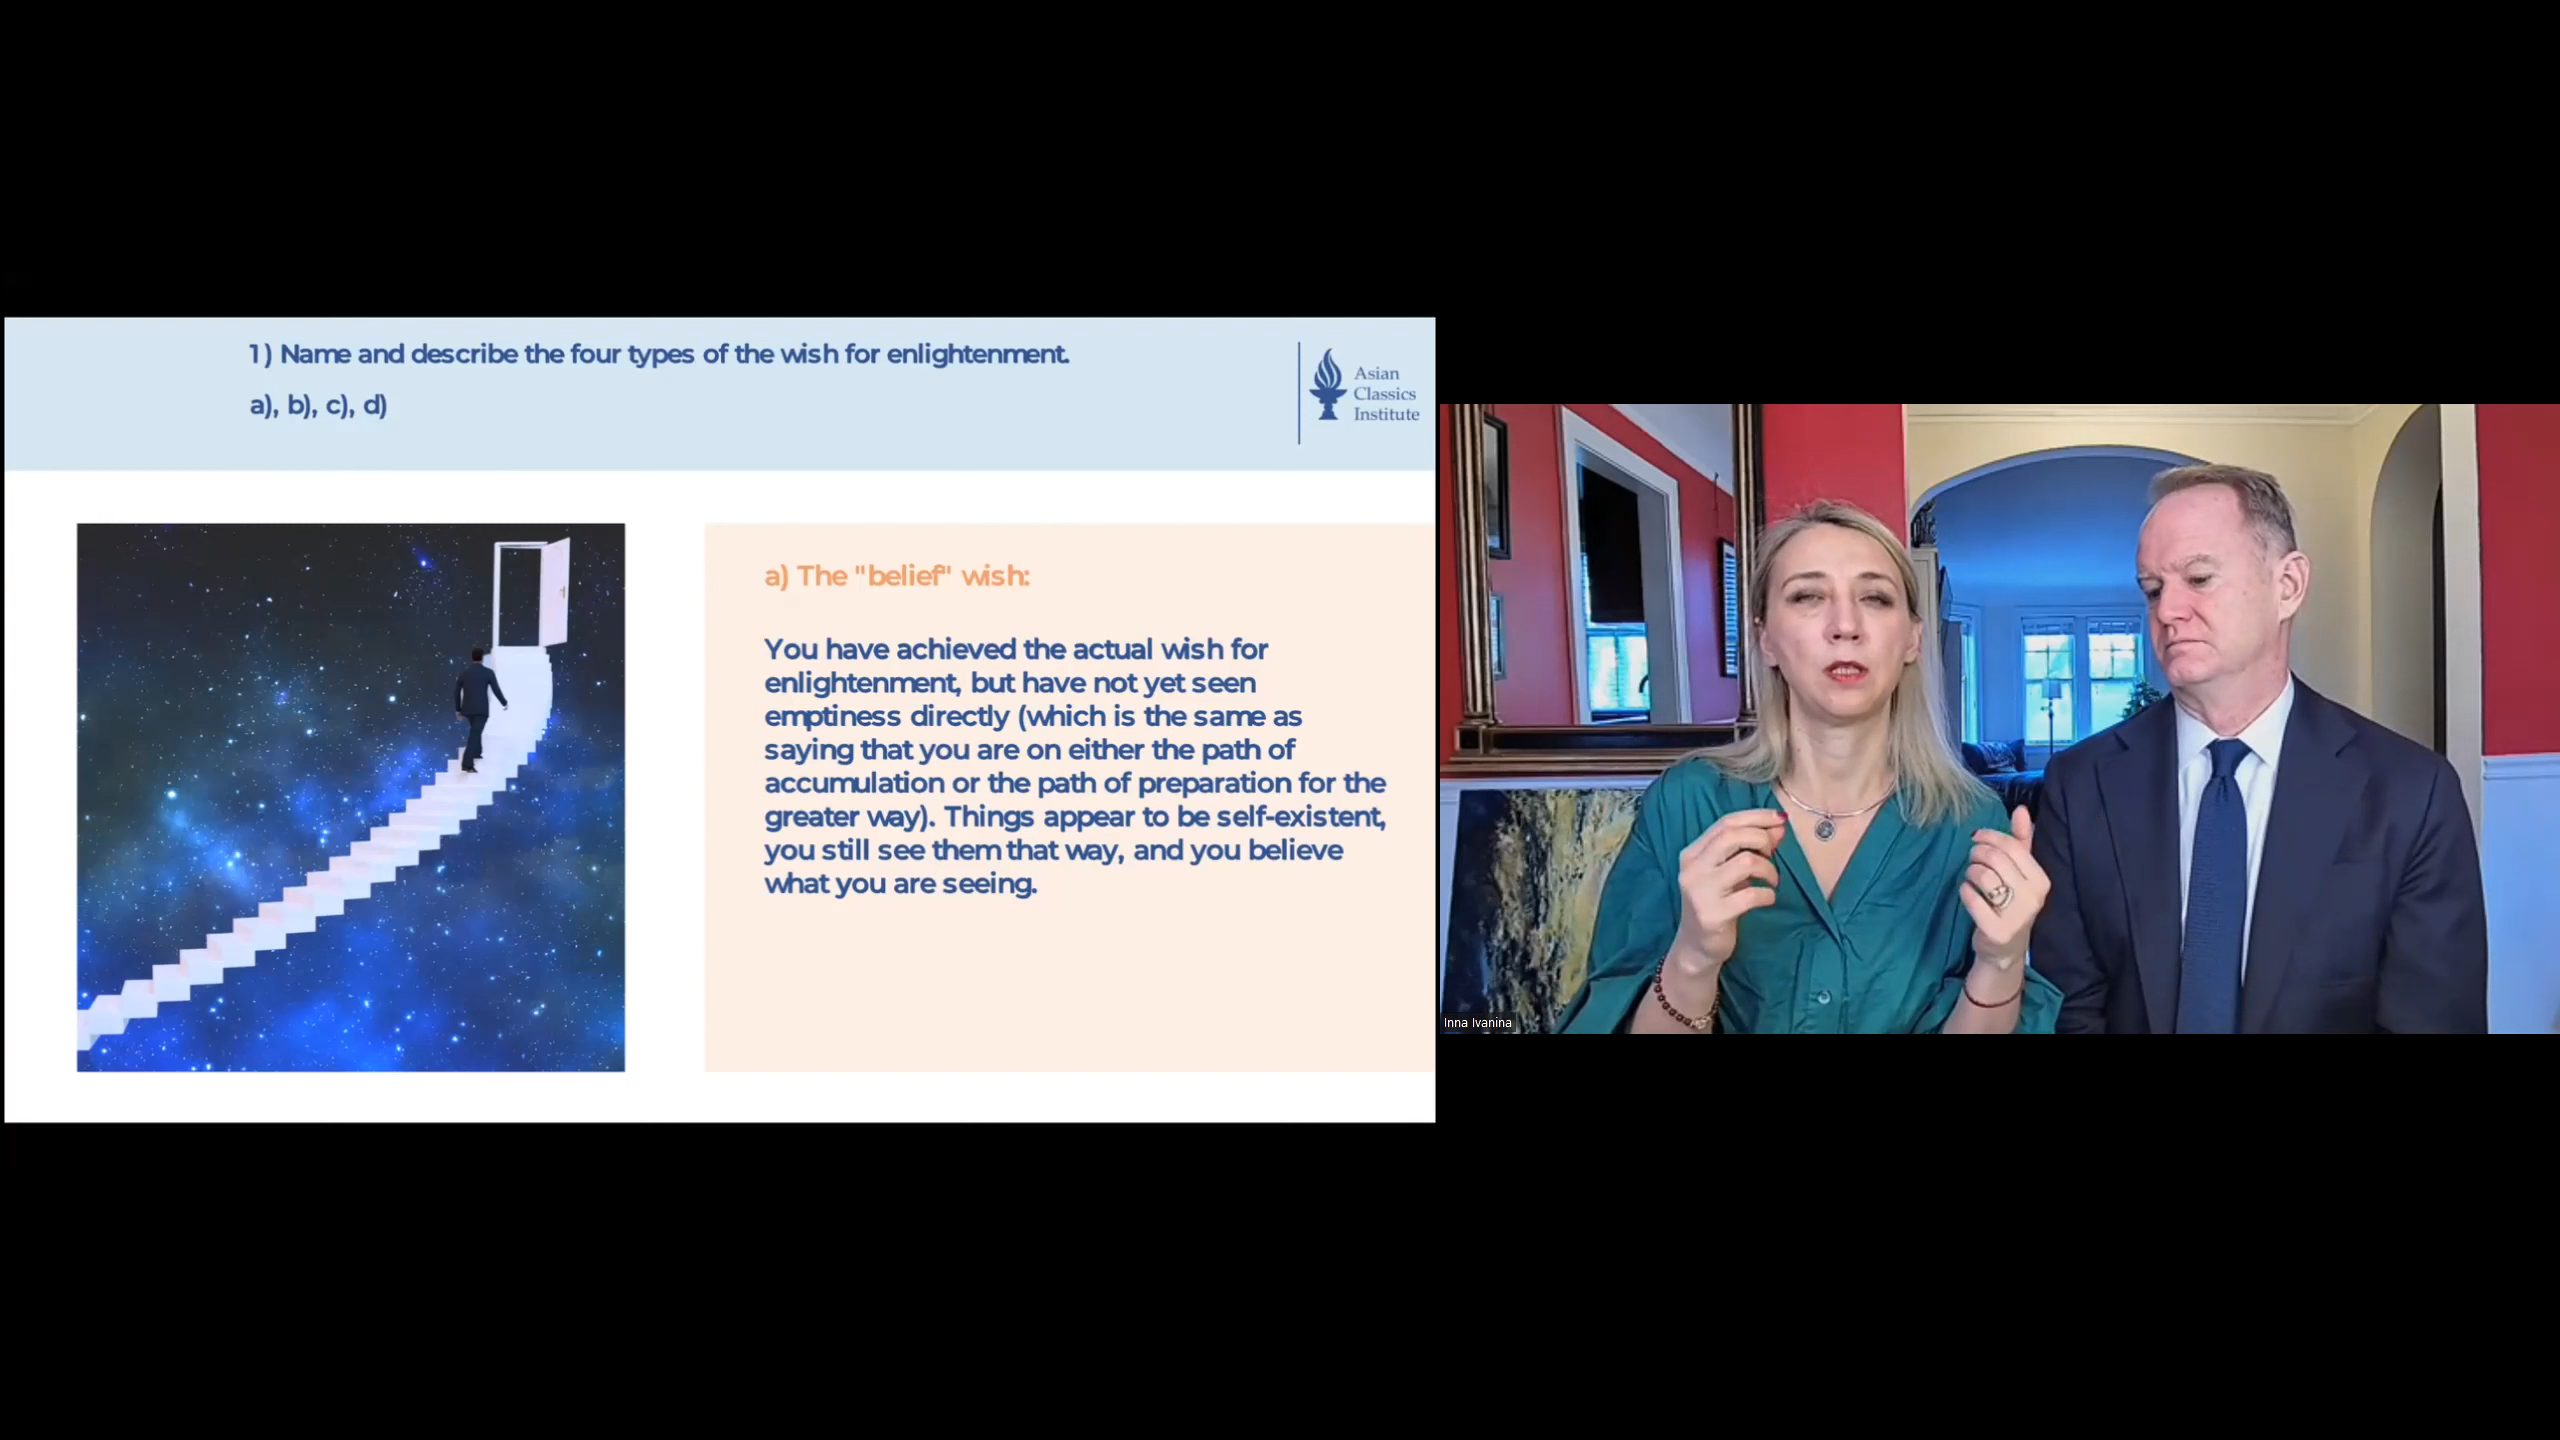 1) Name and describe the four types of the wish for enlightenment.
a), b), c), d)
Asian
Classics
Institute
a) The "belief" wish:
You have achieved the actual wish for
enlightenment, but have not yet seen
emptiness directly (which is the same as
saying that you are on either the path of
accumulation or the path of preparation for the
greater way). Things appear to be self-existent,
you still see them that way, and you believe
what you are seeing.
Inna Ivanina